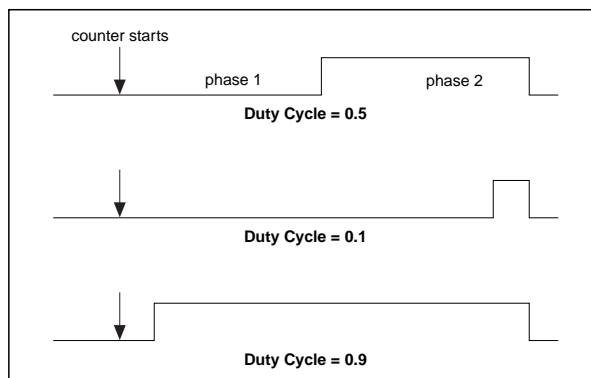 counter starts
phase 1
phase 2
Duty Cycle = 0.5
Duty Cycle = 0.1
Duty Cycle = 0.9